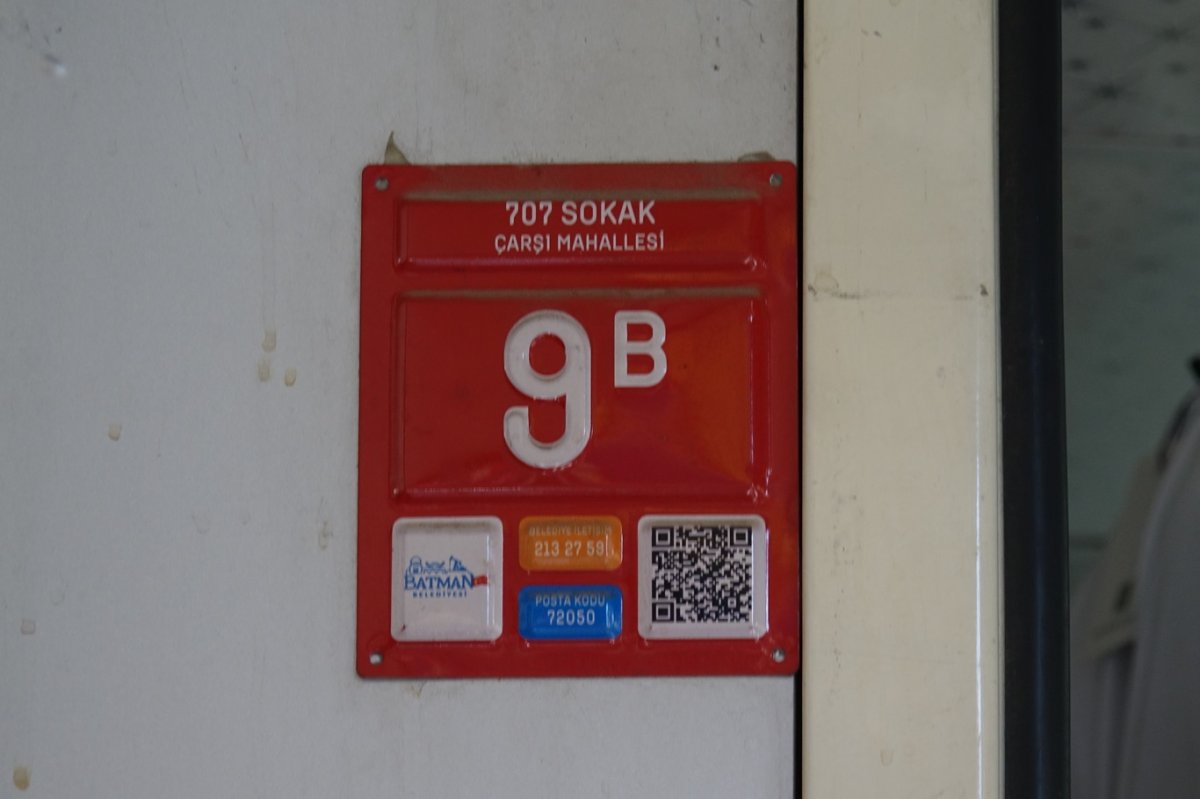 707 SOKAK
ÇARŞI MAHALLESİ
9B
BELEDİYE İLETİŞİM
213 27 59
BATMAN
BELEDİYESİ
POSTA KODU
72050